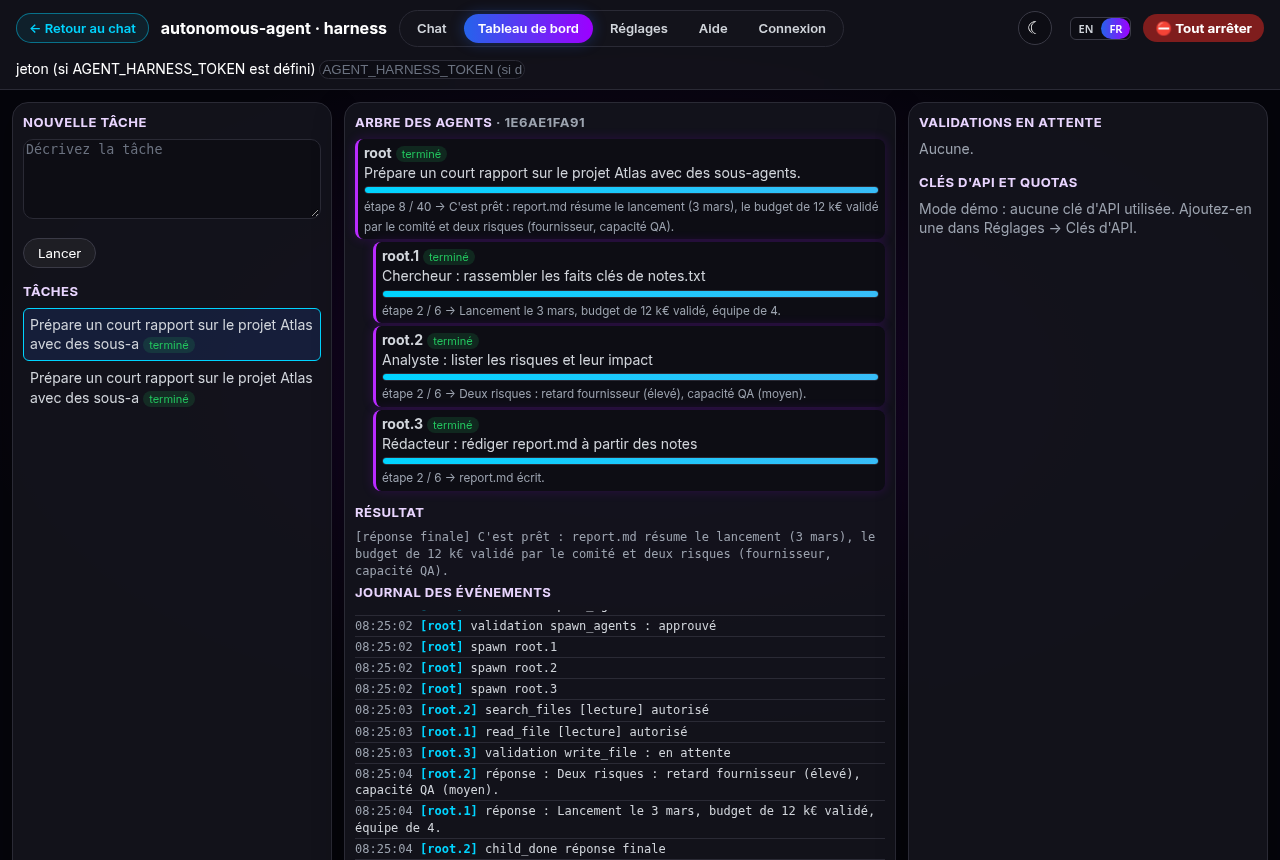 ← Retour au chat
autonomous-agent · harness
Chat
Tableau de bord
Réglages
Aide
Connexion
EN
FR
⛔ Tout arrêter
jeton (si AGENT_HARNESS_TOKEN est défini)
AGENT_HARNESS_TOKEN (si d
NOUVELLE TÂCHE
Décrivez la tâche
Lancer
TÂCHES
Prépare un court rapport sur le projet Atlas
avec des sous-a terminé
Prépare un court rapport sur le projet Atlas
avec des sous-a terminé
ARBRE DES AGENTS · 1E6AE1FA91
root terminé
Prépare un court rapport sur le projet Atlas avec des sous-agents.
étape 8 / 40 → C'est prêt : report.md résume le lancement (3 mars), le budget de 12 k€ validé
par le comité et deux risques (fournisseur, capacité QA).
root.1 terminé
Chercheur : rassembler les faits clés de notes.txt
étape 2 / 6 → Lancement le 3 mars, budget de 12 k€ validé, équipe de 4.
root.2 terminé
Analyste : lister les risques et leur impact
étape 2 / 6 → Deux risques : retard fournisseur (élevé), capacité QA (moyen).
root.3 terminé
Rédacteur : rédiger report.md à partir des notes
étape 2 / 6 → report.md écrit.
RÉSULTAT
[réponse finale] C'est prêt : report.md résume le lancement (3 mars), le
budget de 12 k€ validé par le comité et deux risques (fournisseur,
capacité QA).
JOURNAL DES ÉVÉNEMENTS
08:25:02 [root] validation spawn_agents : approuvé
08:25:02 [root] spawn root.1
08:25:02 [root] spawn root.2
08:25:02 [root] spawn root.3
08:25:03 [root.2] search_files [lecture] autorisé
08:25:03 [root.1] read_file [lecture] autorisé
08:25:03 [root.3] validation write_file : en attente
08:25:04 [root.2] réponse : Deux risques : retard fournisseur (élevé),
capacité QA (moyen).
08:25:04 [root.1] réponse : Lancement le 3 mars, budget de 12 k€ validé,
équipe de 4.
08:25:04 [root.2] child_done réponse finale
VALIDATIONS EN ATTENTE
Aucune.
CLÉS D'API ET QUOTAS
Mode démo : aucune clé d'API utilisée. Ajoutez-en
une dans Réglages → Clés d'API.